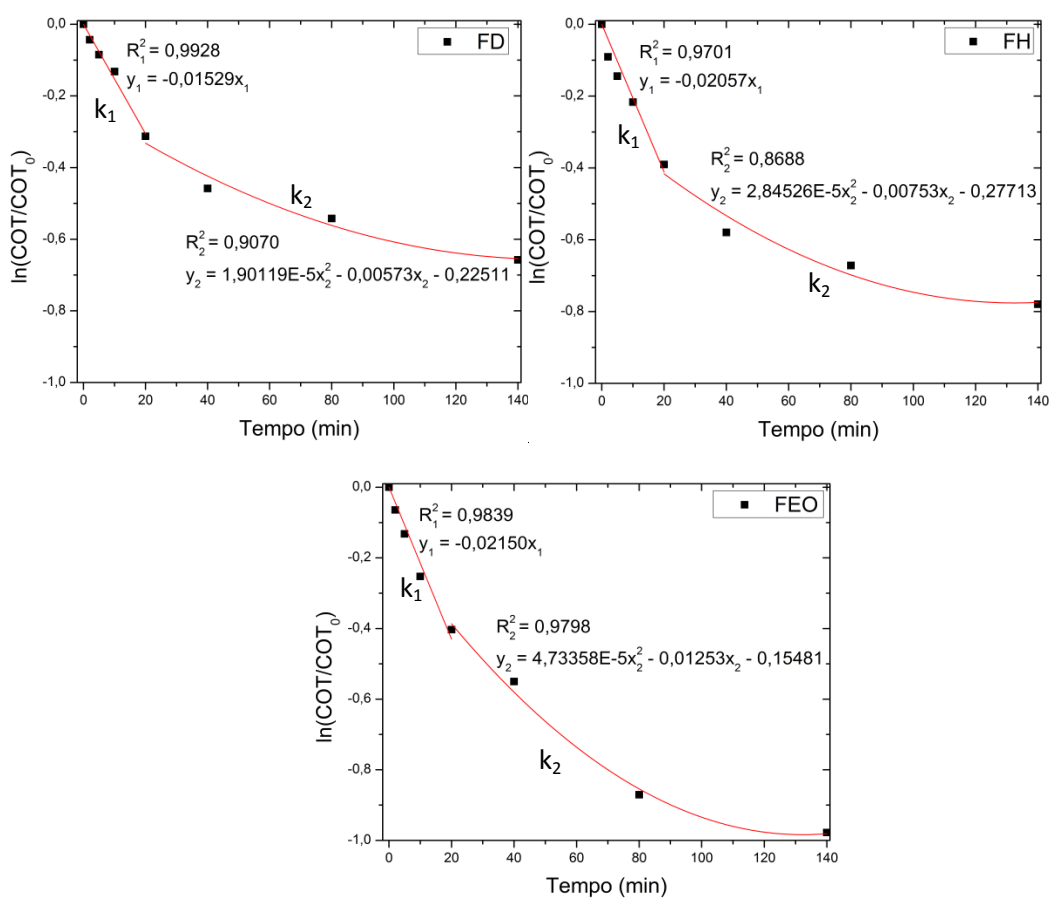 FD
R₁² = 0,9928
y₁ = -0,01529x₁
k₁
k₂
R₂² = 0,9070
y₂ = 1,90119E-5x₂² - 0,00573x₂ - 0,22511
ln(COT/COT₀)
0,0
-0,2
-0,4
-0,6
-0,8
-1,0
0 20 40 60 80 100 120 140
Tempo (min)
FH
R₁² = 0,9701
y₁ = -0,02057x₁
k₁
R₂² = 0,8688
y₂ = 2,84526E-5x₂² - 0,00753x₂ - 0,27713
k₂
ln(COT/COT₀)
0,0
-0,2
-0,4
-0,6
-0,8
-1,0
0 20 40 60 80 100 120 140
Tempo (min)
FEO
R₁² = 0,9839
y₁ = -0,02150x₁
k₁
R₂² = 0,9798
y₂ = 4,73358E-5x₂² - 0,01253x₂ - 0,15481
k₂
ln(COT/COT₀)
0,0
-0,2
-0,4
-0,6
-0,8
-1,0
0 20 40 60 80 100 120 140
Tempo (min)